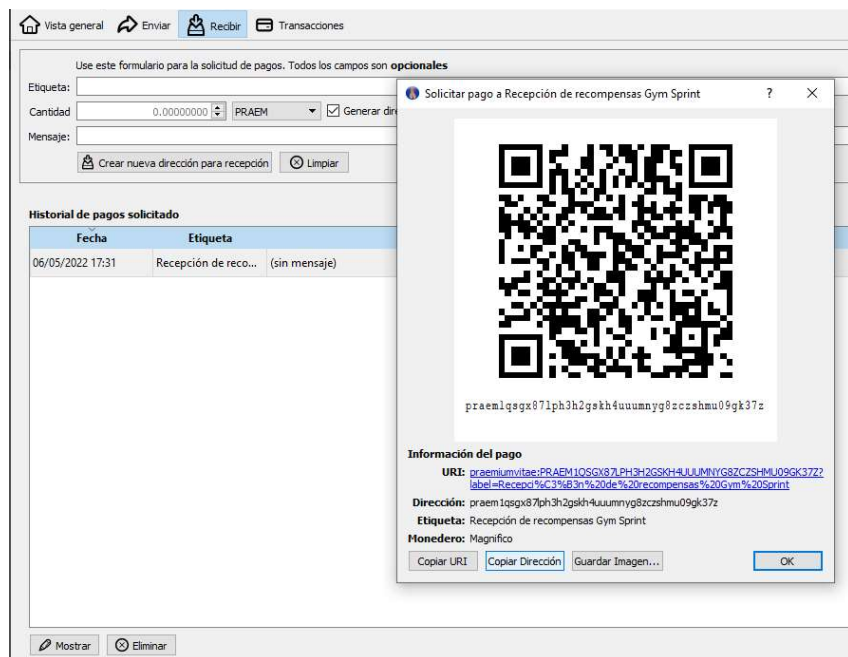 Vista general Enviar Recibir Transacciones
Use este formulario para la solicitud de pagos. Todos los campos son opcionales
Etiqueta:
Cantidad 0.00000000 PRAEM Generar dire
Mensaje:
Crear nueva dirección para recepción Limpiar
Historial de pagos solicitado
Fecha Etiqueta
06/05/2022 17:31 Recepción de reco... (sin mensaje)
Mostrar Eliminar
Solicitar pago a Recepción de recompensas Gym Sprint ? X
praem1qsgx87lph3h2gskh4uuumnyg8zczshmu09gk37z
Información del pago
URI: praemiumvitae:PRAEM1QSGX87LPH3H2GSKH4UUUMNYG8ZCZSHMU09GK37Z?
label=Recepci%C3%B3n%20de%20recompensas%20Gym%20Sprint
Dirección: praem1qsgx87lph3h2gskh4uuumnyg8zczshmu09gk37z
Etiqueta: Recepción de recompensas Gym Sprint
Monedero: Magnifico
Copiar URI Copiar Dirección Guardar Imagen... OK